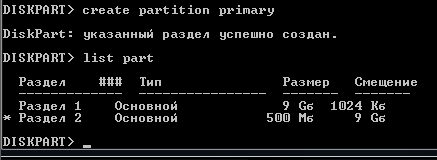 DISKPART> create partition primary
DiskPart: указанный раздел успешно создан.
DISKPART> list part
Раздел ### Тип Размер Смещение
------------- ---------------- ------- -------
Раздел 1 Основной 9 Gб 1024 Kб
* Раздел 2 Основной 500 Mб 9 Gб
DISKPART> _